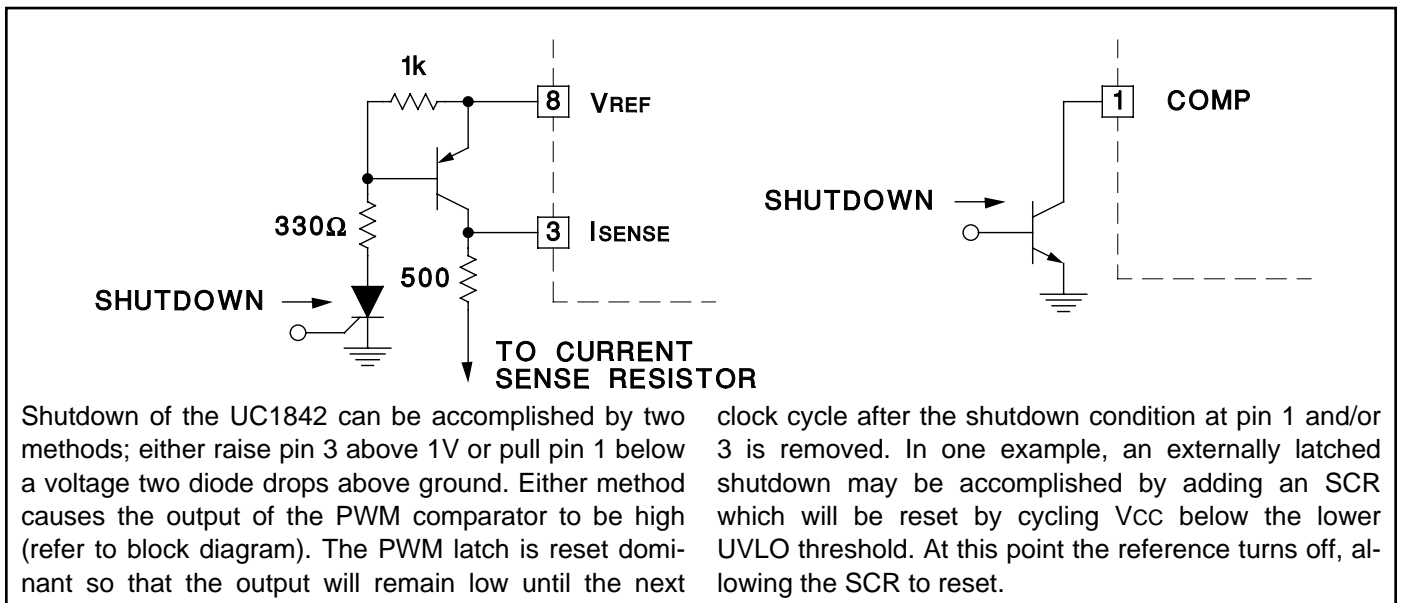 1k
8 VREF
330Ω
3 ISENSE
500
SHUTDOWN
TO CURRENT
SENSE RESISTOR
1 COMP
SHUTDOWN
Shutdown of the UC1842 can be accomplished by two
methods; either raise pin 3 above 1V or pull pin 1 below
a voltage two diode drops above ground. Either method
causes the output of the PWM comparator to be high
(refer to block diagram). The PWM latch is reset domi-
nant so that the output will remain low until the next
clock cycle after the shutdown condition at pin 1 and/or
3 is removed. In one example, an externally latched
shutdown may be accomplished by adding an SCR
which will be reset by cycling VCC below the lower
UVLO threshold. At this point the reference turns off, al-
lowing the SCR to reset.